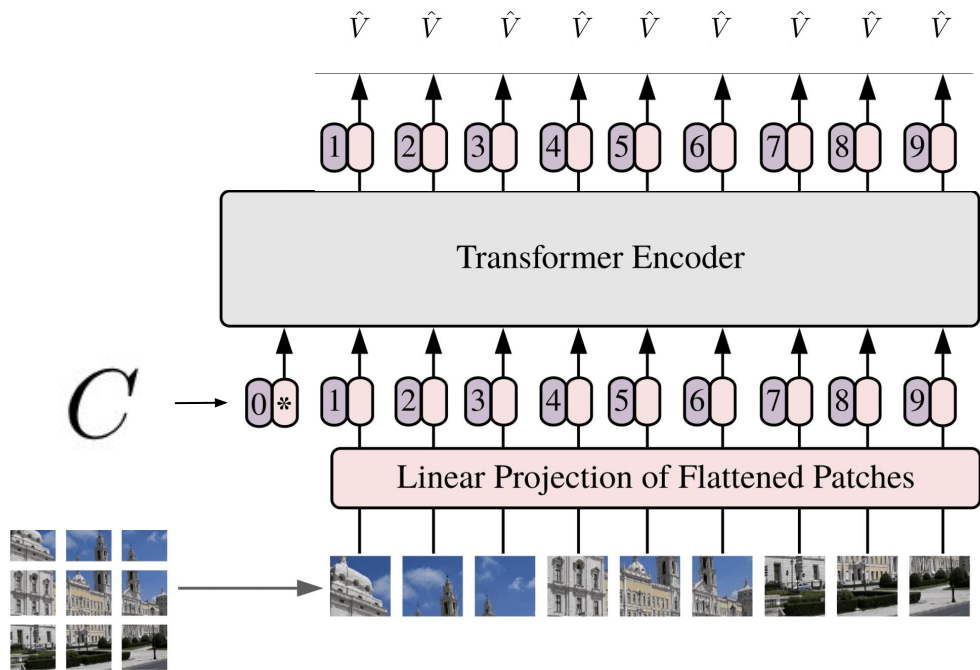 V̂ V̂ V̂ V̂ V̂ V̂ V̂ V̂ V̂
1 2 3 4 5 6 7 8 9
Transformer Encoder
C 0 * 1 2 3 4 5 6 7 8 9
Linear Projection of Flattened Patches